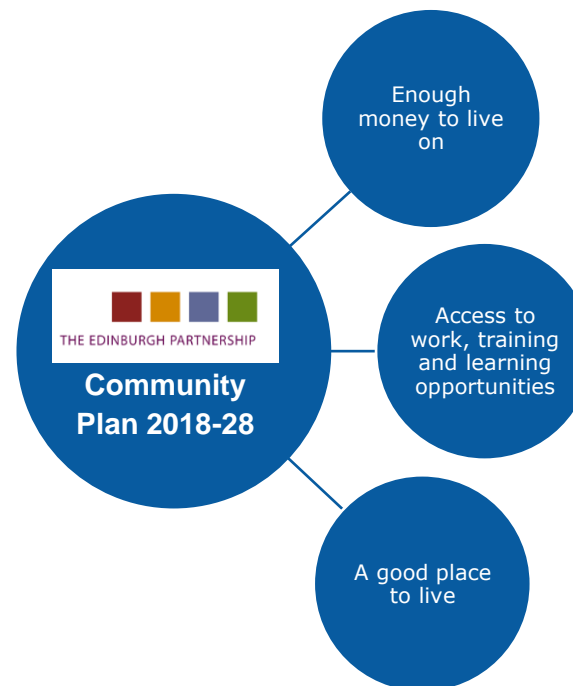 Enough
money to live
on
THE EDINBURGH PARTNERSHIP
Community
Plan 2018-28
Access to
work, training
and learning
opportunities
A good place
to live